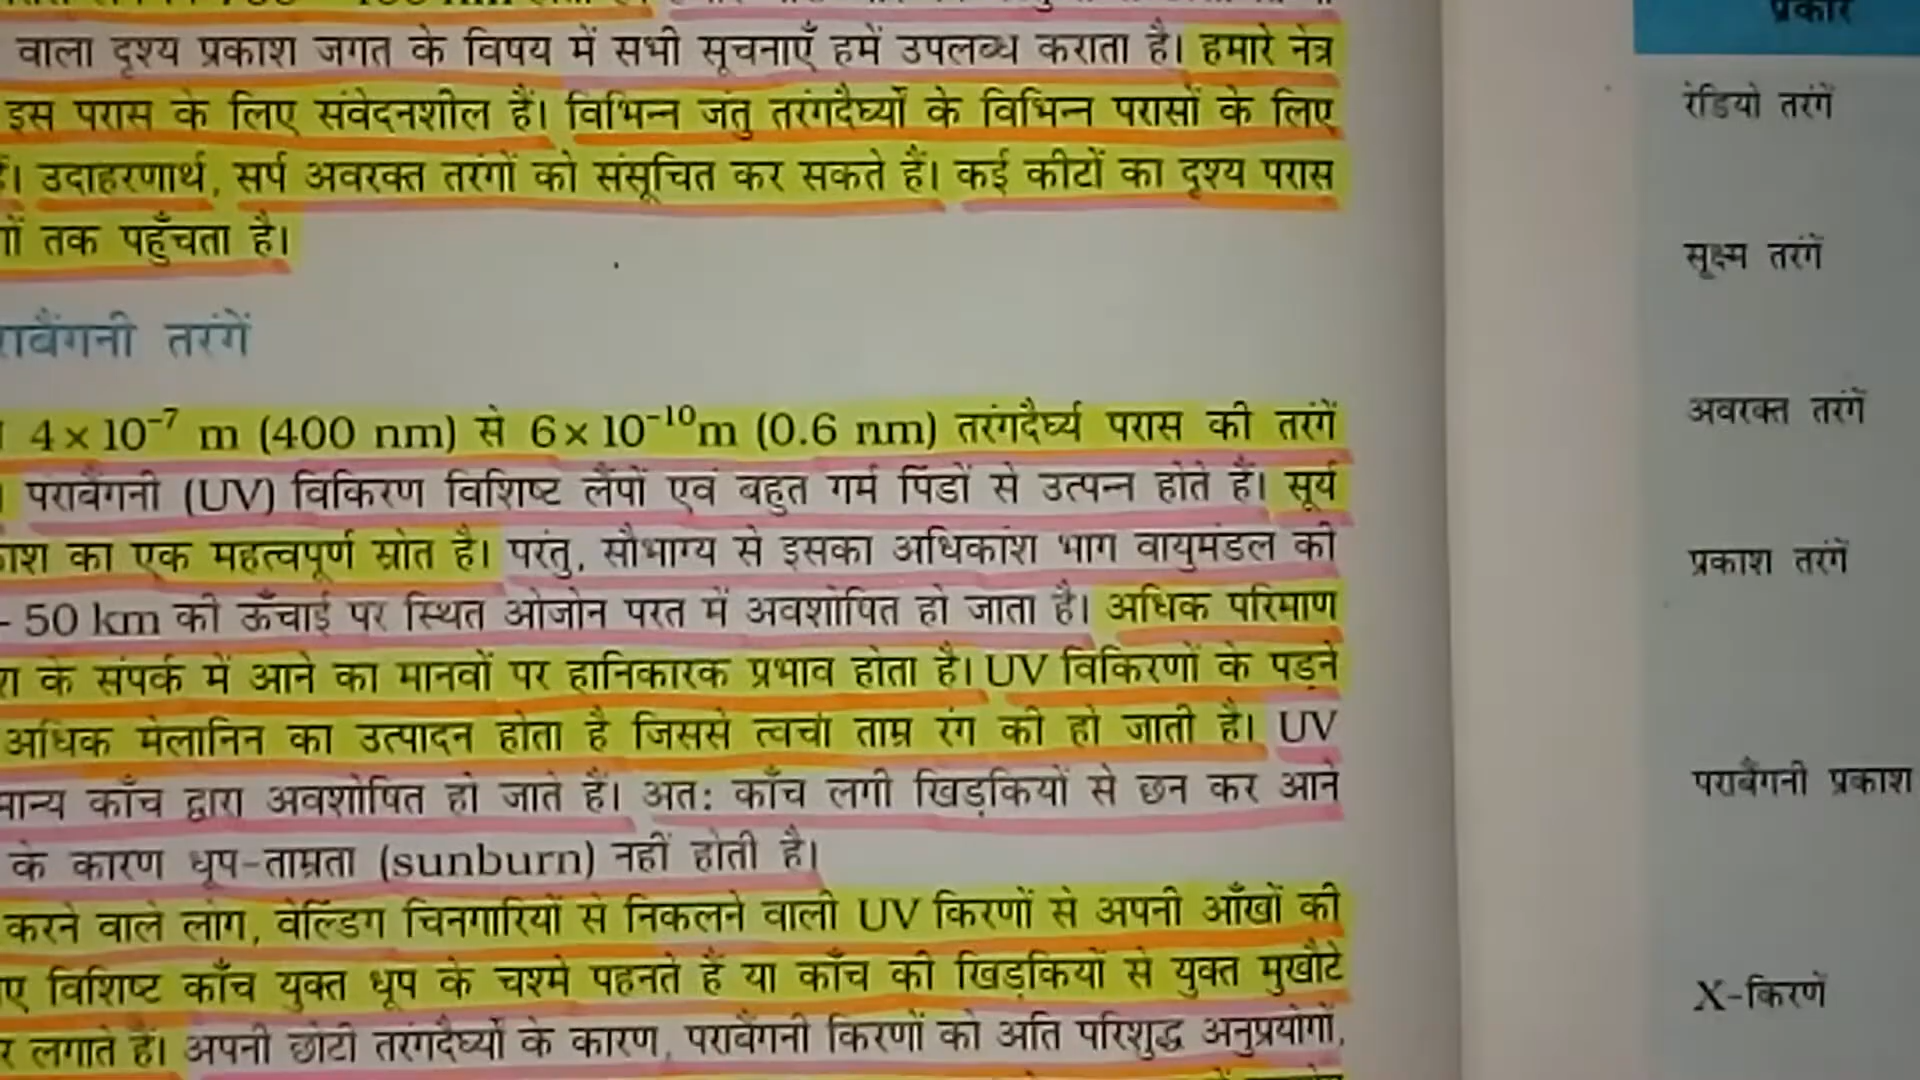 वाला दृश्य प्रकाश जगत के विषय में सभी सूचनाएँ हमें उपलब्ध कराता है। हमारे नेत्र
इस परास के लिए संवेदनशील हैं। विभिन्न जंतु तरंगदैर्घ्यों के विभिन्न परासों के लिए
उदाहरणार्थ, सर्प अवरक्त तरंगों को संसूचित कर सकते हैं। कई कीटों का दृश्य परास
तक पहुँचता है।
तरंगें
4×10⁻⁷ m (400 nm) से 6×10⁻¹⁰m (0.6 nm) तरंगदैर्घ्य परास की तरंगें
पराबैंगनी (UV) विकिरण विशिष्ट लैंपों एवं बहुत गर्म पिंडों से उत्पन्न होते हैं। सूर्य
का एक महत्वपूर्ण स्रोत है। परंतु, सौभाग्य से इसका अधिकांश भाग वायुमंडल की
- 50 km की ऊँचाई पर स्थित ओजोन परत में अवशोषित हो जाता है। अधिक परिमाण
के संपर्क में आने का मानवों पर हानिकारक प्रभाव होता है। UV विकिरणों के पड़ने
अधिक मेलानिन का उत्पादन होता है जिससे त्वचा ताम्र रंग की हो जाती है। UV
काँच द्वारा अवशोषित हो जाते हैं। अतः काँच लगी खिड़कियों से छन कर आने
के कारण धूप-ताम्रता (sunburn) नहीं होती है।
करने वाले लोग, वेल्डिंग चिनगारियों से निकलने वाली UV किरणों से अपनी आँखों की
विशिष्ट काँच युक्त धूप के चश्मे पहनते हैं या काँच की खिड़कियों से युक्त मुखौटे
लगाते हैं। अपनी छोटी तरंगदैर्घ्यों के कारण, पराबैंगनी किरणों को अति परिशुद्ध अनुप्रयोगों,
प्रकार
रेडियो तरंगें
सूक्ष्म तरंगें
अवरक्त तरंगें
प्रकाश तरंगें
पराबैंगनी प्रकाश
X-किरणें